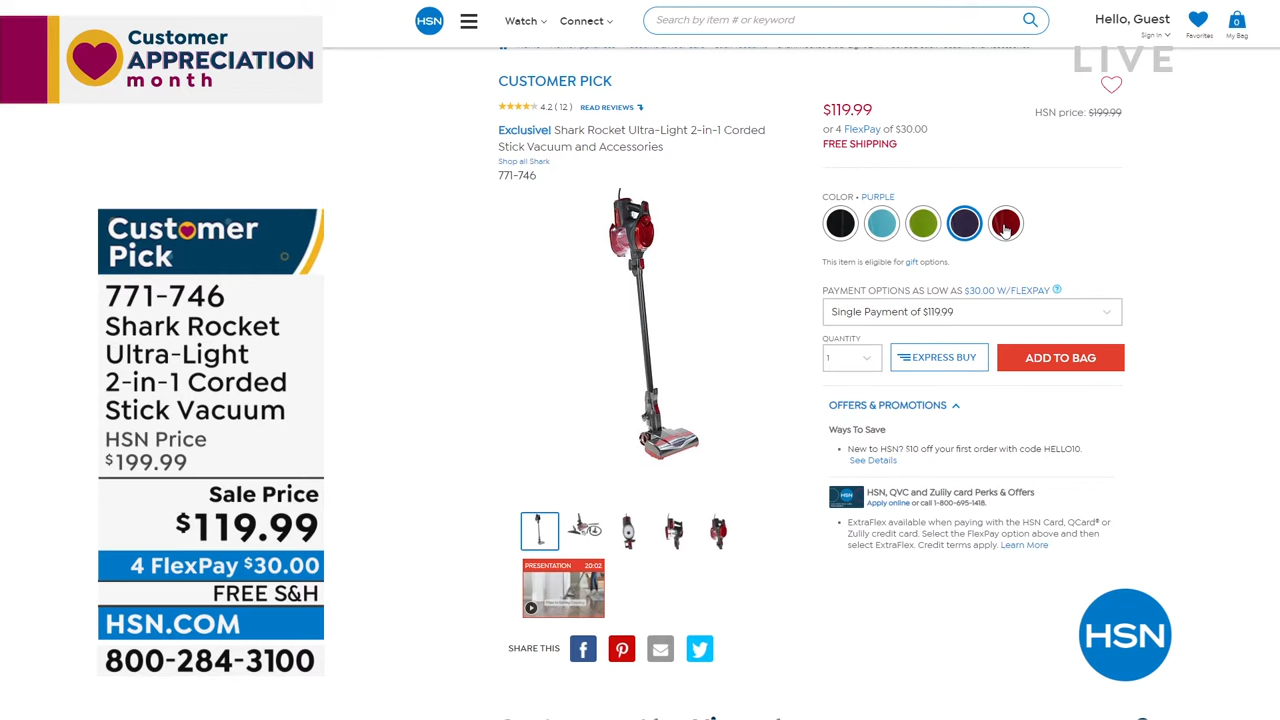 Customer
APPRECIATION
month
HSN
Watch
Connect
Search by item # or keyword
Hello, Guest
Sign in
Favorites
0
My Bag
LIVE
Customer
Pick
771-746
Shark Rocket
Ultra-Light
2-in-1 Corded
Stick Vacuum
HSN Price
$199.99
Sale Price
$119.99
4 FlexPay $30.00
FREE S&H
HSN.COM
800-284-3100
CUSTOMER PICK
4.2 (12) READ REVIEWS
Exclusive! Shark Rocket Ultra-Light 2-in-1 Corded
Stick Vacuum and Accessories
Shop all Shark
771-746
PRESENTATION 20:02
SHARE THIS
$119.99
HSN price: $199.99
or 4 FlexPay of $30.00
FREE SHIPPING
COLOR • PURPLE
This item is eligible for gift options.
PAYMENT OPTIONS AS LOW AS $30.00 W/FLEXPAY ?
Single Payment of $119.99
QUANTITY
1
EXPRESS BUY
ADD TO BAG
OFFERS & PROMOTIONS
Ways To Save
• New to HSN? $10 off your first order with code HELLO10.
See Details
HSN, QVC and Zulily card Perks & Offers
Apply online or call 1-800-695-1418.
• ExtraFlex available when paying with the HSN Card, QCard® or
Zulily credit card. Select the FlexPay option above and then
select ExtraFlex. Credit terms apply. Learn More
HSN